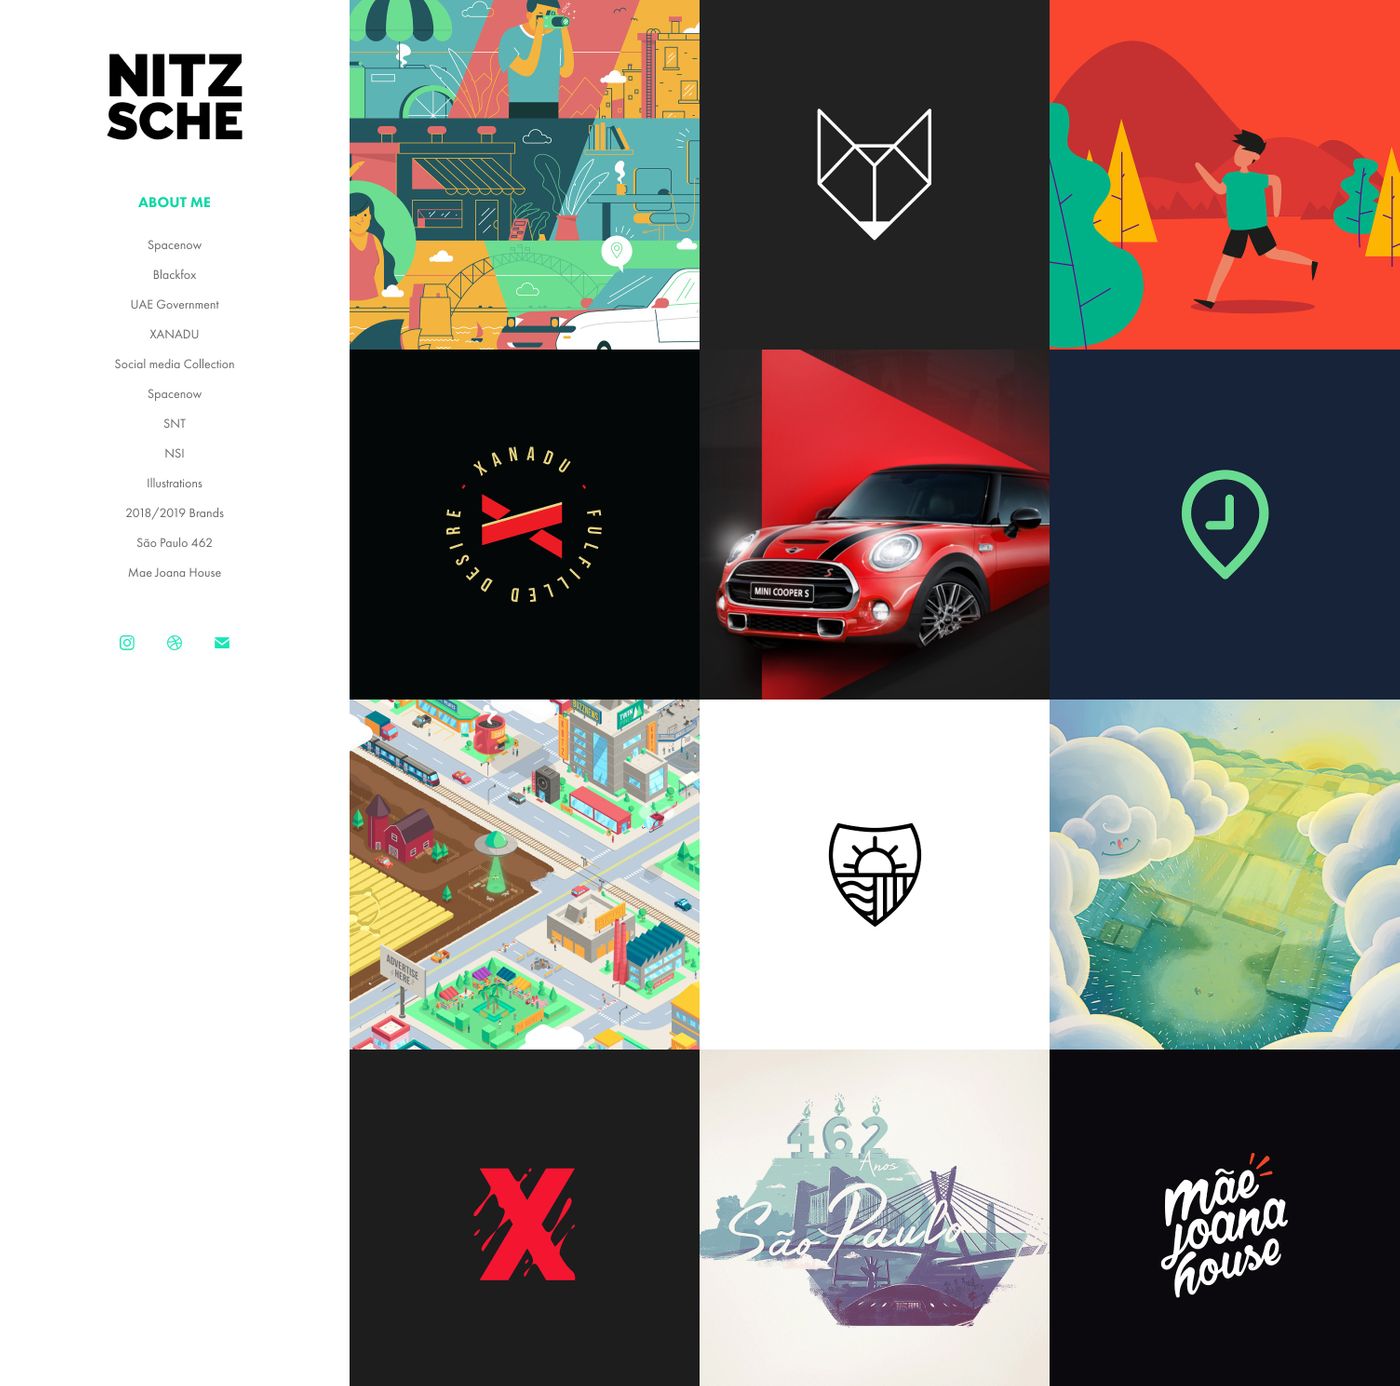 NITZ
SCHE
ABOUT ME
Spacenow
Blackfox
UAE Government
XANADU
Social media Collection
Spacenow
SNT
NSI
Illustrations
2018/2019 Brands
São Paulo 462
Mae Joana House
XANADU
FULFILLED DESIRE
MINI COOPER S
ADVERTISE
HERE
X
462
Anos
São Paulo
mãe
joana
house